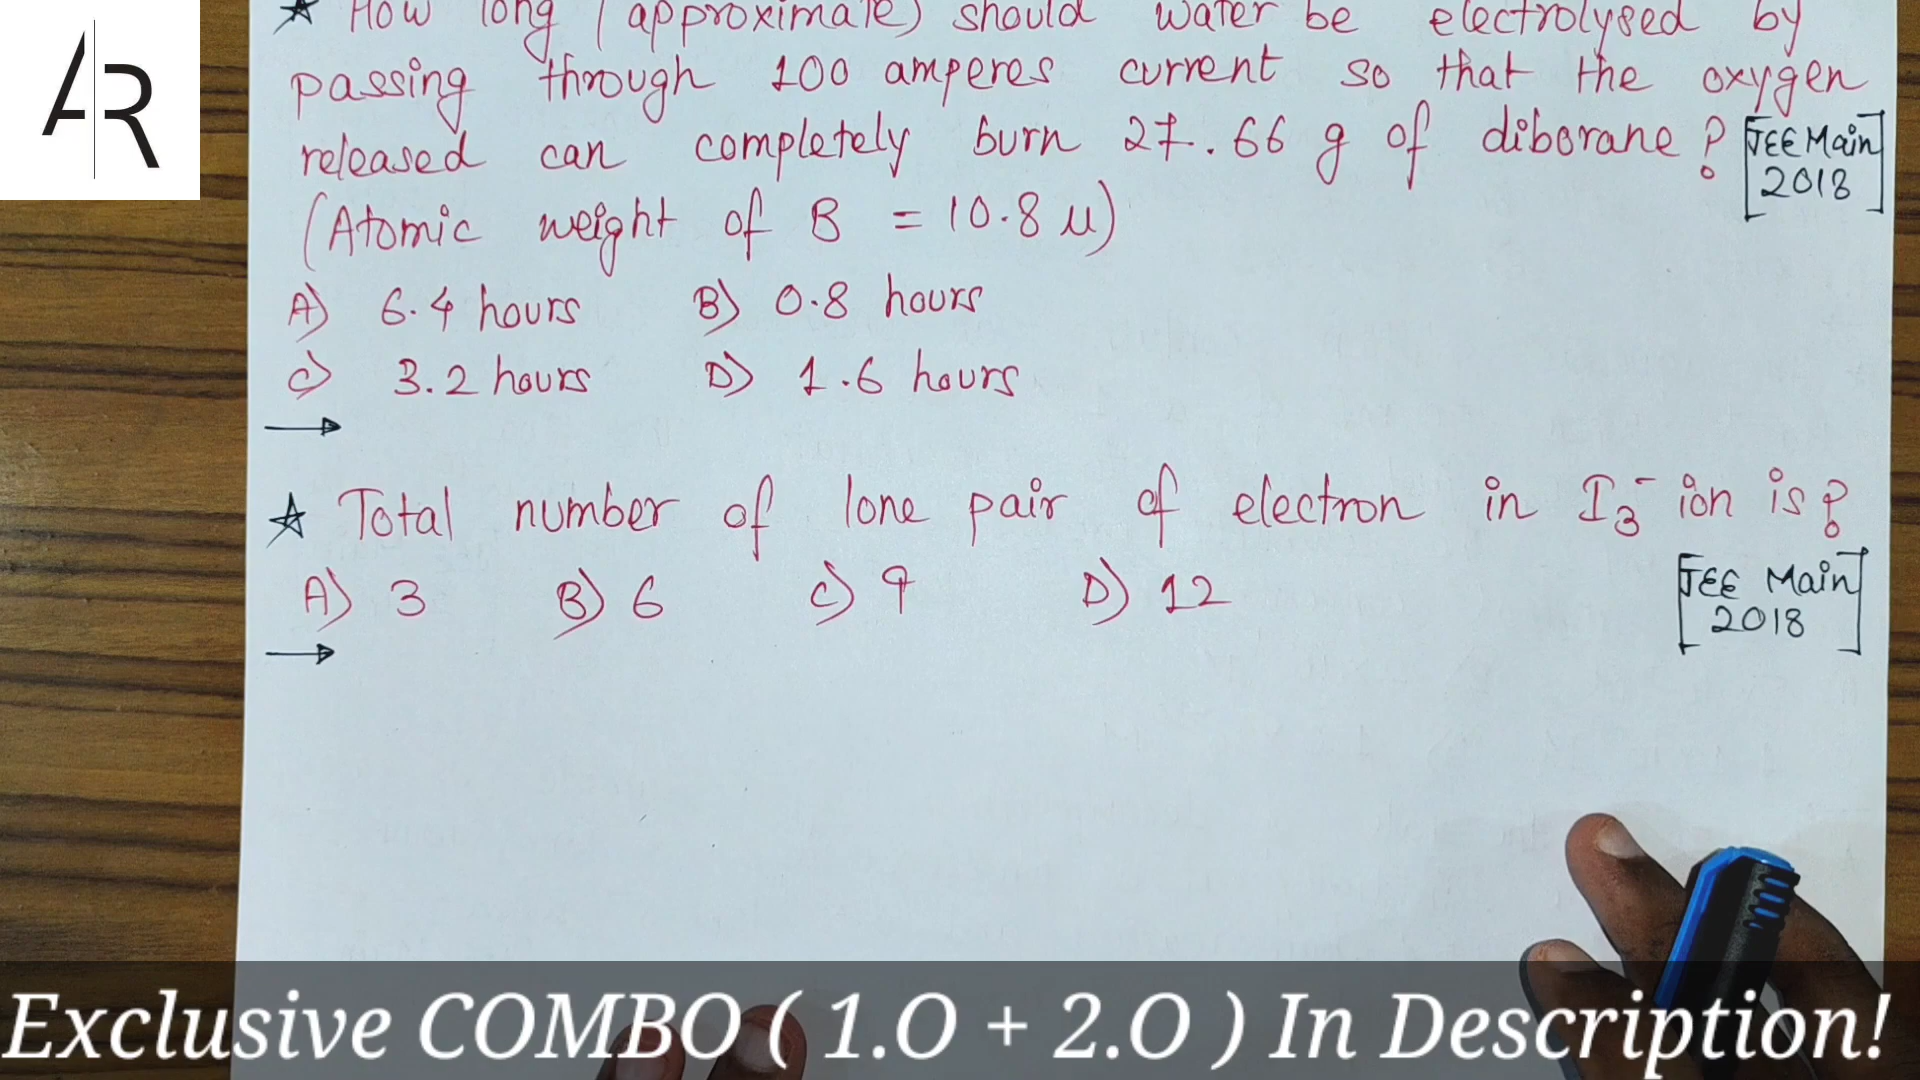 AR
☆ How long (approximate) should water be electrolysed by
passing through 100 amperes current so that the oxygen
released can completely burn 27.66 g of diborane? [JEE Main
2018]
(Atomic weight of B = 10.8 u)
A) 6.4 hours B) 0.8 hours
C) 3.2 hours D) 1.6 hours
→
☆ Total number of lone pair of electron in I₃⁻ ion is?
A) 3 B) 6 C) 9 D) 12 [JEE Main
2018]
→
Exclusive COMBO ( 1.O + 2.O ) In Description!